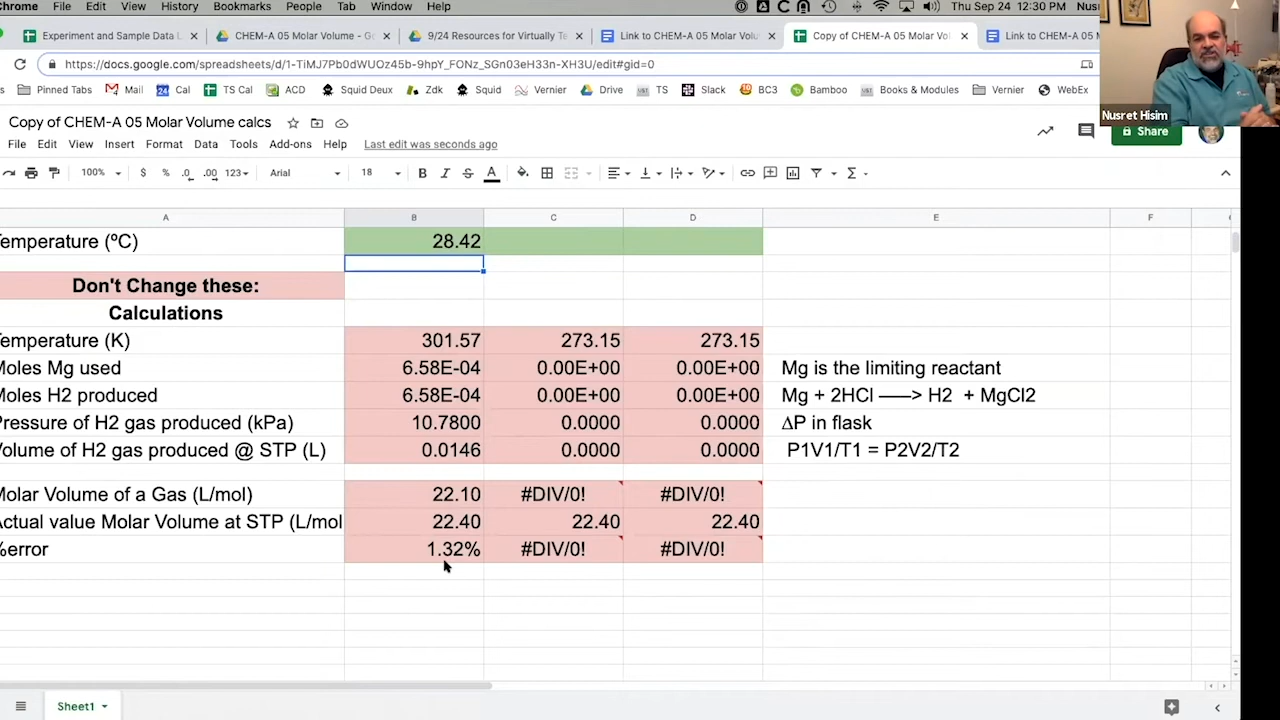 Chrome File Edit View History Bookmarks People Tab Window Help Thu Sep 24 12:30 PM Nus
Experiment and Sample Data L × CHEM-A 05 Molar Volume - Go × 9/24 Resources for Virtually Te × Link to CHEM-A 05 Molar Volum × Copy of CHEM-A 05 Molar Vol × Link to CHEM-A 05 M
https://docs.google.com/spreadsheets/d/1-TiMJ7Pb0dWUOz45b-9hpY_FONz_SGn03eH33n-XH3U/edit#gid=0
Pinned Tabs Mail 24 Cal TS Cal ACD Squid Deux Zdk Squid Vernier Drive TS Slack BC3 Bamboo Books & Modules Vernier WebEx
Nusret Hisim
Copy of CHEM-A 05 Molar Volume calcs
Share
File Edit View Insert Format Data Tools Add-ons Help Last edit was seconds ago
100% $ % .0 .00 123 Arial 18 B I S A Σ
A B C D E F
Temperature (ºC) 28.42
Don't Change these:
Calculations
Temperature (K) 301.57 273.15 273.15
Moles Mg used 6.58E-04 0.00E+00 0.00E+00 Mg is the limiting reactant
Moles H2 produced 6.58E-04 0.00E+00 0.00E+00 Mg + 2HCl ——> H2 + MgCl2
Pressure of H2 gas produced (kPa) 10.7800 0.0000 0.0000 ΔP in flask
Volume of H2 gas produced @ STP (L) 0.0146 0.0000 0.0000 P1V1/T1 = P2V2/T2
Molar Volume of a Gas (L/mol) 22.10 #DIV/0! #DIV/0!
Actual value Molar Volume at STP (L/mol 22.40 22.40 22.40
%error 1.32% #DIV/0! #DIV/0!
Sheet1